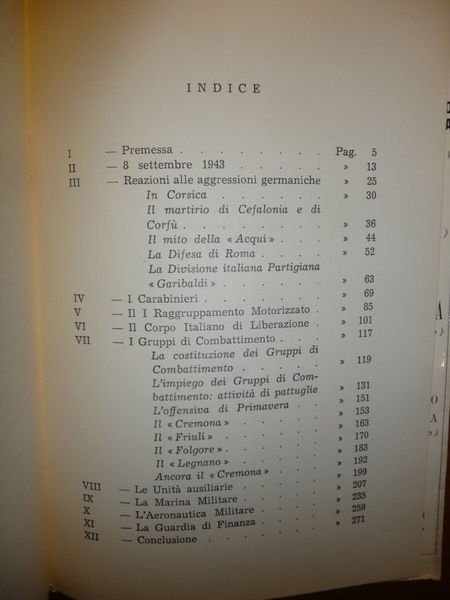 INDICE
I — Premessa . . . . . . . Pag. 5
II — 8 settembre 1943 . . . . . » 13
III — Reazioni alle aggressioni germaniche » 25
In Corsica . . . . . . » 30
Il martirio di Cefalonia e di
Corfù . . . . . . . » 36
Il mito della « Acqui » . . . » 44
La Difesa di Roma . . . . » 52
La Divisione italiana Partigiana
« Garibaldi » . . . . . » 63
IV — I Carabinieri . . . . . . » 69
V — Il I Raggruppamento Motorizzato . » 85
VI — Il Corpo Italiano di Liberazione . » 101
VII — I Gruppi di Combattimento . . . » 117
La costituzione dei Gruppi di
Combattimento . . . . . » 119
L'impiego dei Gruppi di Com-
battimento: attività di pattuglie » 131
» 151
L'offensiva di Primavera . . » 153
Il « Cremona » . . . . . » 163
Il « Friuli » . . . . . . » 170
Il « Folgore » . . . . . » 183
Il « Legnano » . . . . . » 192
Ancora il « Cremona » . . . » 199
VIII — Le Unità ausiliarie . . . . » 207
IX — La Marina Militare . . . . » 235
X — L'Aeronautica Militare . . . » 259
XI — La Guardia di Finanza . . . » 271
XII — Conclusione . . . . . .